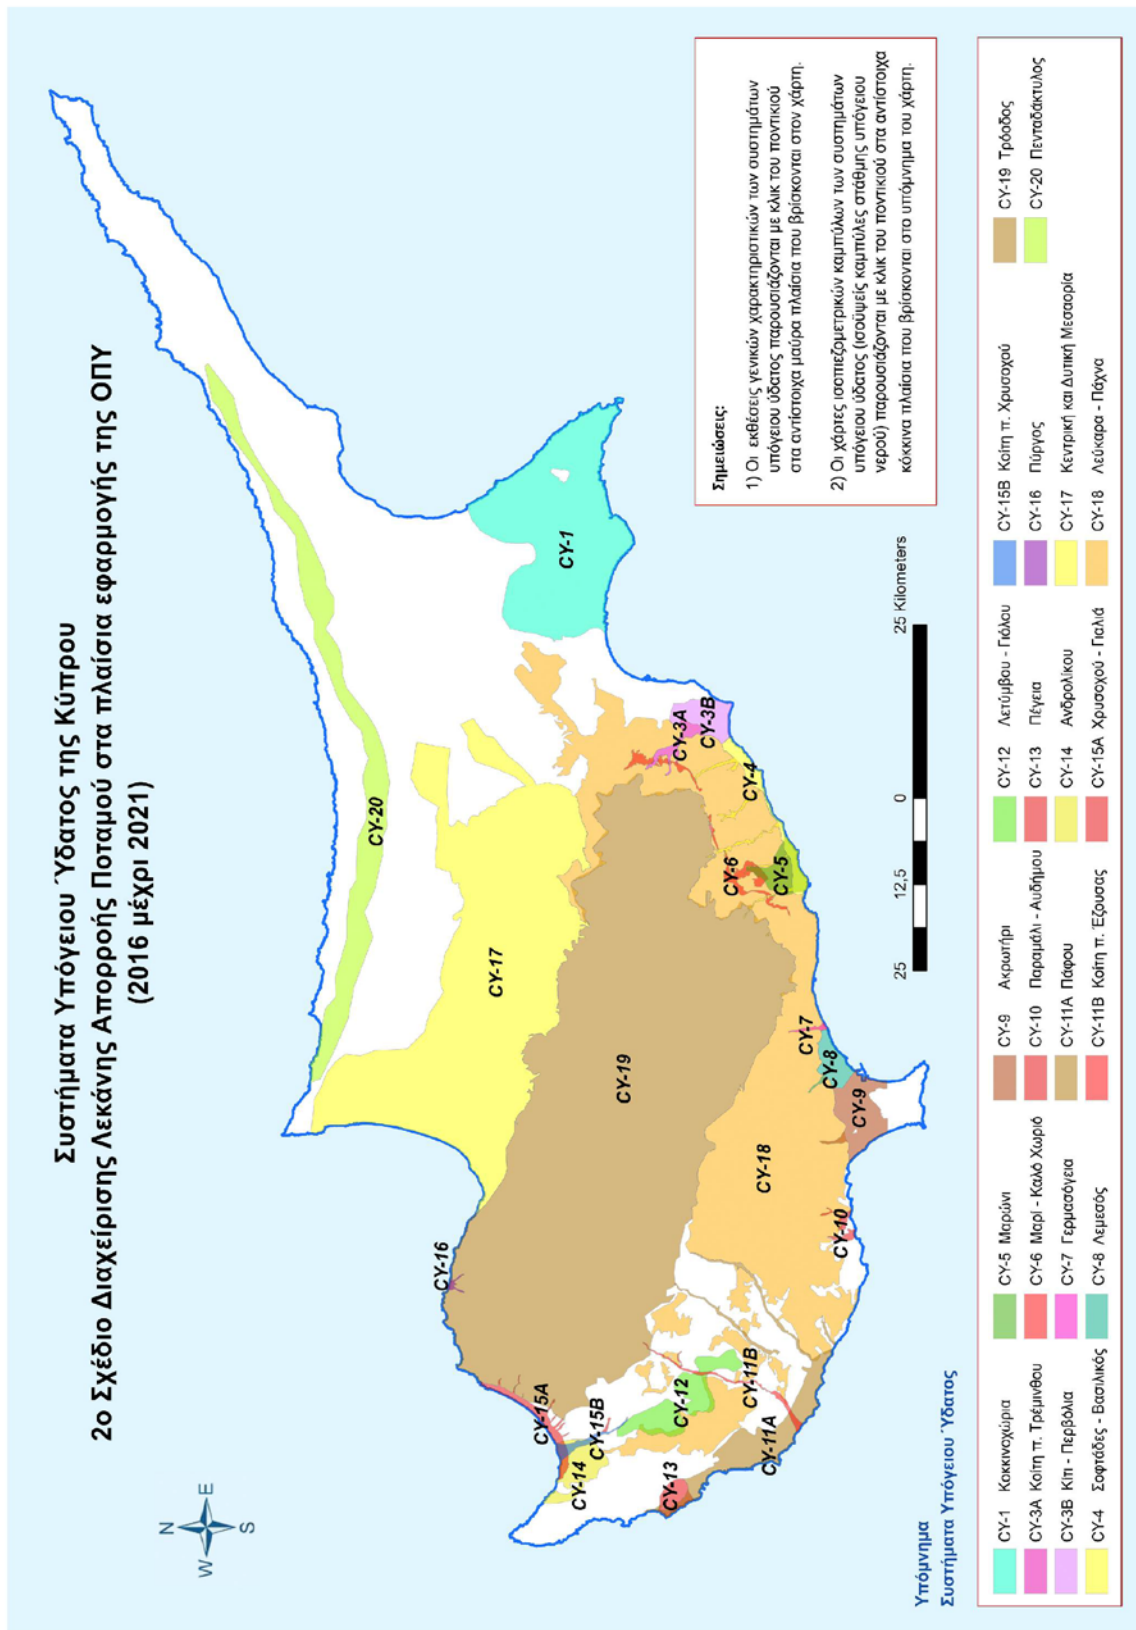 Συστήματα Υπόγειου Ύδατος της Κύπρου
2ο Σχέδιο Διαχείρισης Λεκάνης Απορροής Ποταμού στα πλαίσια εφαρμογής της ΟΠΥ
(2016 μέχρι 2021)
N
W
E
S
CY-20
CY-17
CY-1
CY-16
CY-19
CY-3A
CY-3B
CY-4
CY-6
CY-5
CY-15A
CY-15B
CY-14
CY-12
CY-11B
CY-18
CY-7
CY-8
CY-9
CY-10
CY-13
CY-11A
25
12,5
0
25 Kilometers
Σημειώσεις:
1) Οι εκθέσεις γενικών χαρακτηριστικών των συστημάτων
υπόγειου ύδατος παρουσιάζονται με κλικ του ποντικιού
στα αντίστοιχα μαύρα πλαίσια που βρίσκονται στον χάρτη.
2) Οι χάρτες ισοπιεζομετρικών καμπύλων των συστημάτων
υπόγειου ύδατος (ισοϋψείς καμπύλες στάθμης υπόγειου
νερού) παρουσιάζονται με κλικ του ποντικιού στα αντίστοιχα
κόκκινα πλαίσια που βρίσκονται στο υπόμνημα του χάρτη.
Υπόμνημα
Συστήματα Υπόγειου Ύδατος
CY-1 Κοκκινοχώρια
CY-3A Κοίτη π. Τρέμινθου
CY-3B Κίτι - Περβόλια
CY-4 Σοφτάδες - Βασιλικός
CY-5 Μαρώνι
CY-6 Μαρί - Καλό Χωριό
CY-7 Γερμασόγεια
CY-8 Λεμεσός
CY-9 Ακρωτήρι
CY-10 Παραμάλι - Αυδήμου
CY-11A Πάφου
CY-11B Κοίτη π. Έζουσας
CY-12 Λετύμβου - Γιόλου
CY-13 Πέγεια
CY-14 Ανδρολίκου
CY-15A Χρυσοχού - Γιαλιά
CY-15B Κοίτη π. Χρυσοχού
CY-16 Πύργος
CY-17 Κεντρική και Δυτική Μεσαορία
CY-18 Λεύκαρα - Πάχνα
CY-19 Τρόοδος
CY-20 Πενταδάκτυλος